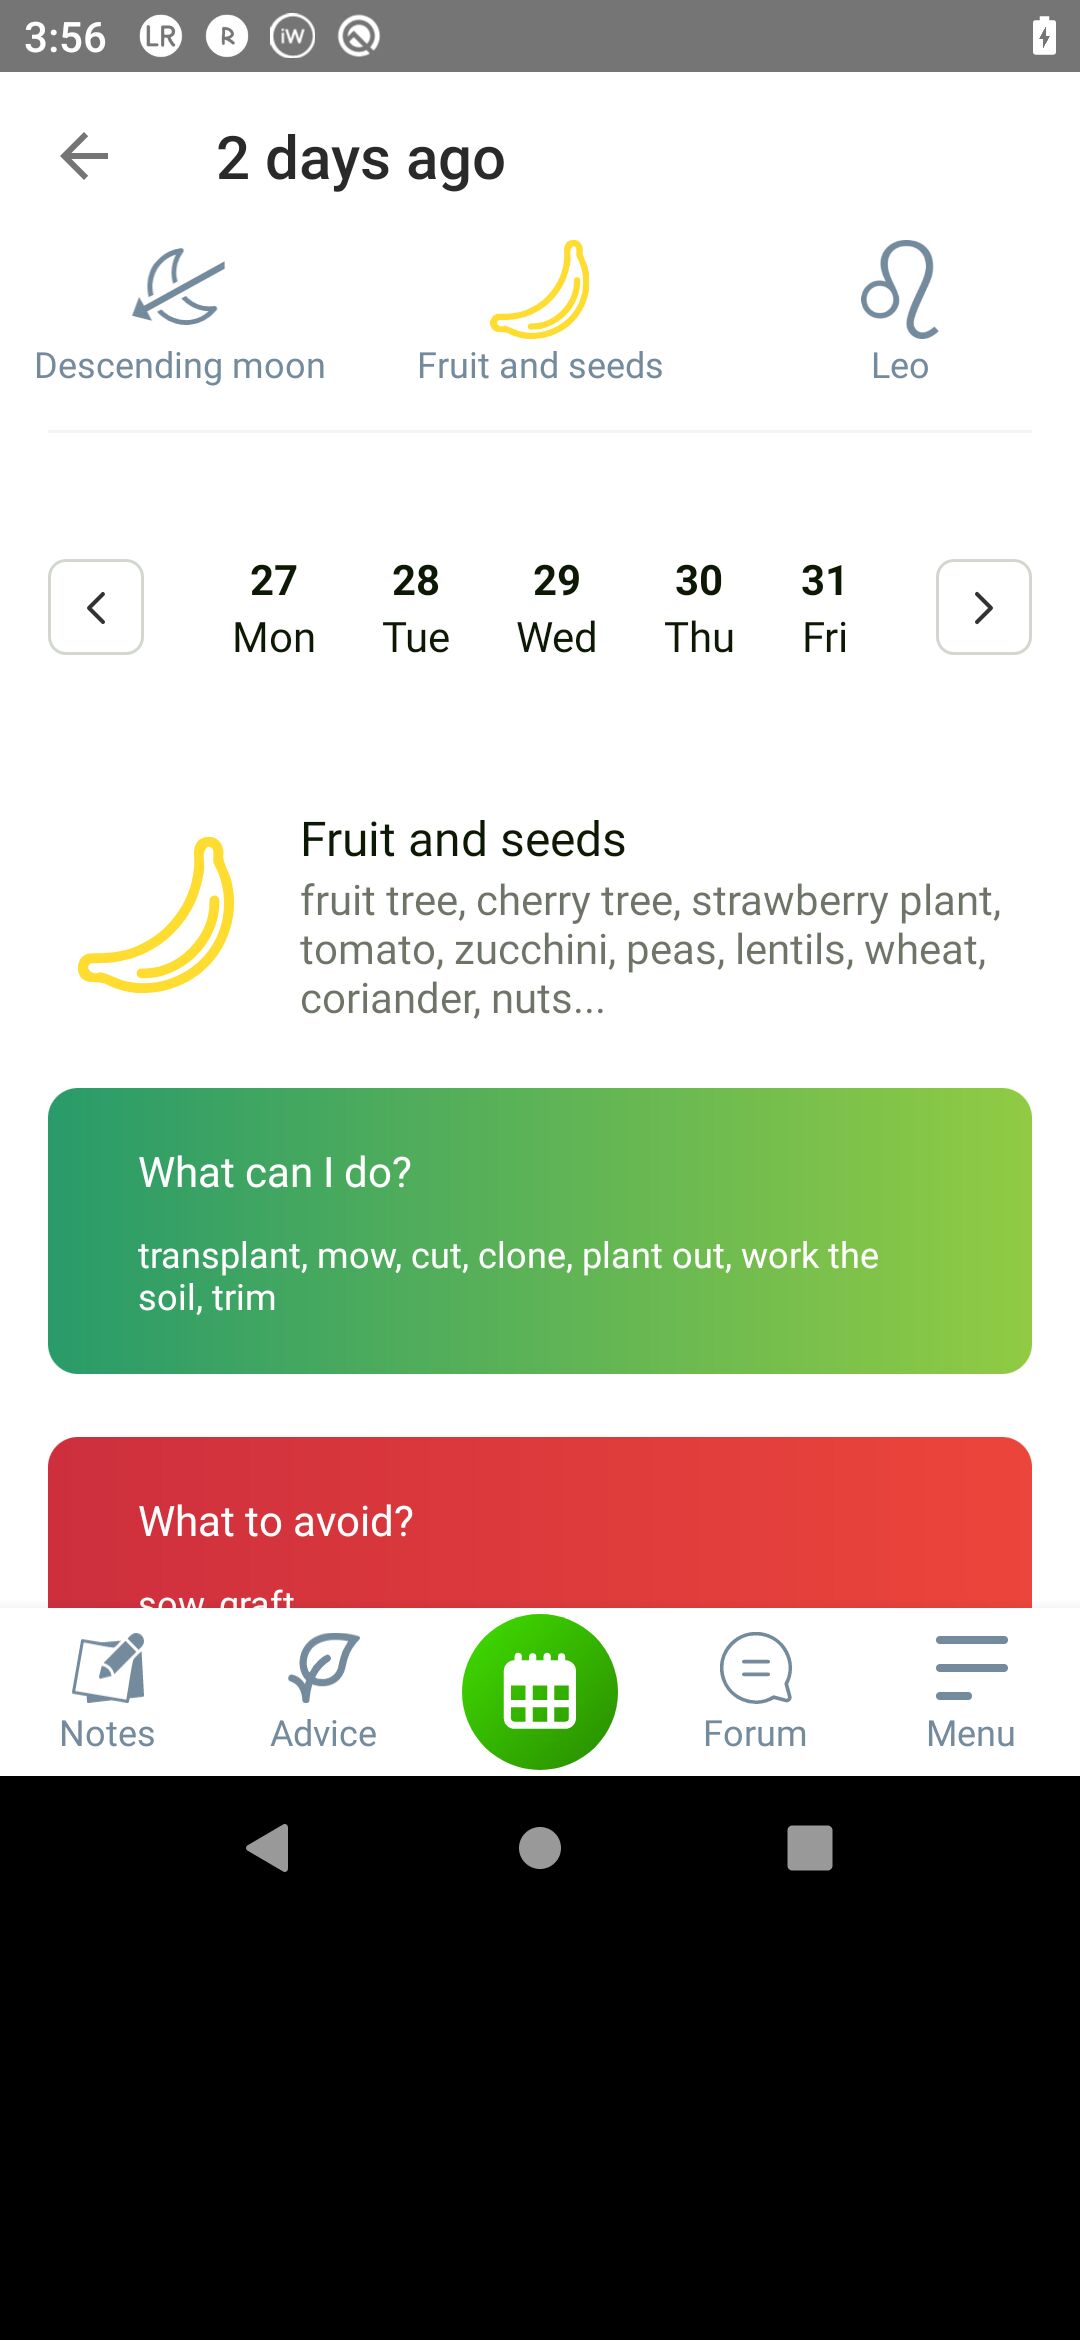 3:56 LR R iW
2 days ago
Descending moon
Fruit and seeds
Leo
27 28 29 30 31
Mon Tue Wed Thu Fri
Fruit and seeds
fruit tree, cherry tree, strawberry plant,
tomato, zucchini, peas, lentils, wheat,
coriander, nuts...
What can I do?
transplant, mow, cut, clone, plant out, work the
soil, trim
What to avoid?
sow, graft
Notes
Advice
Forum
Menu